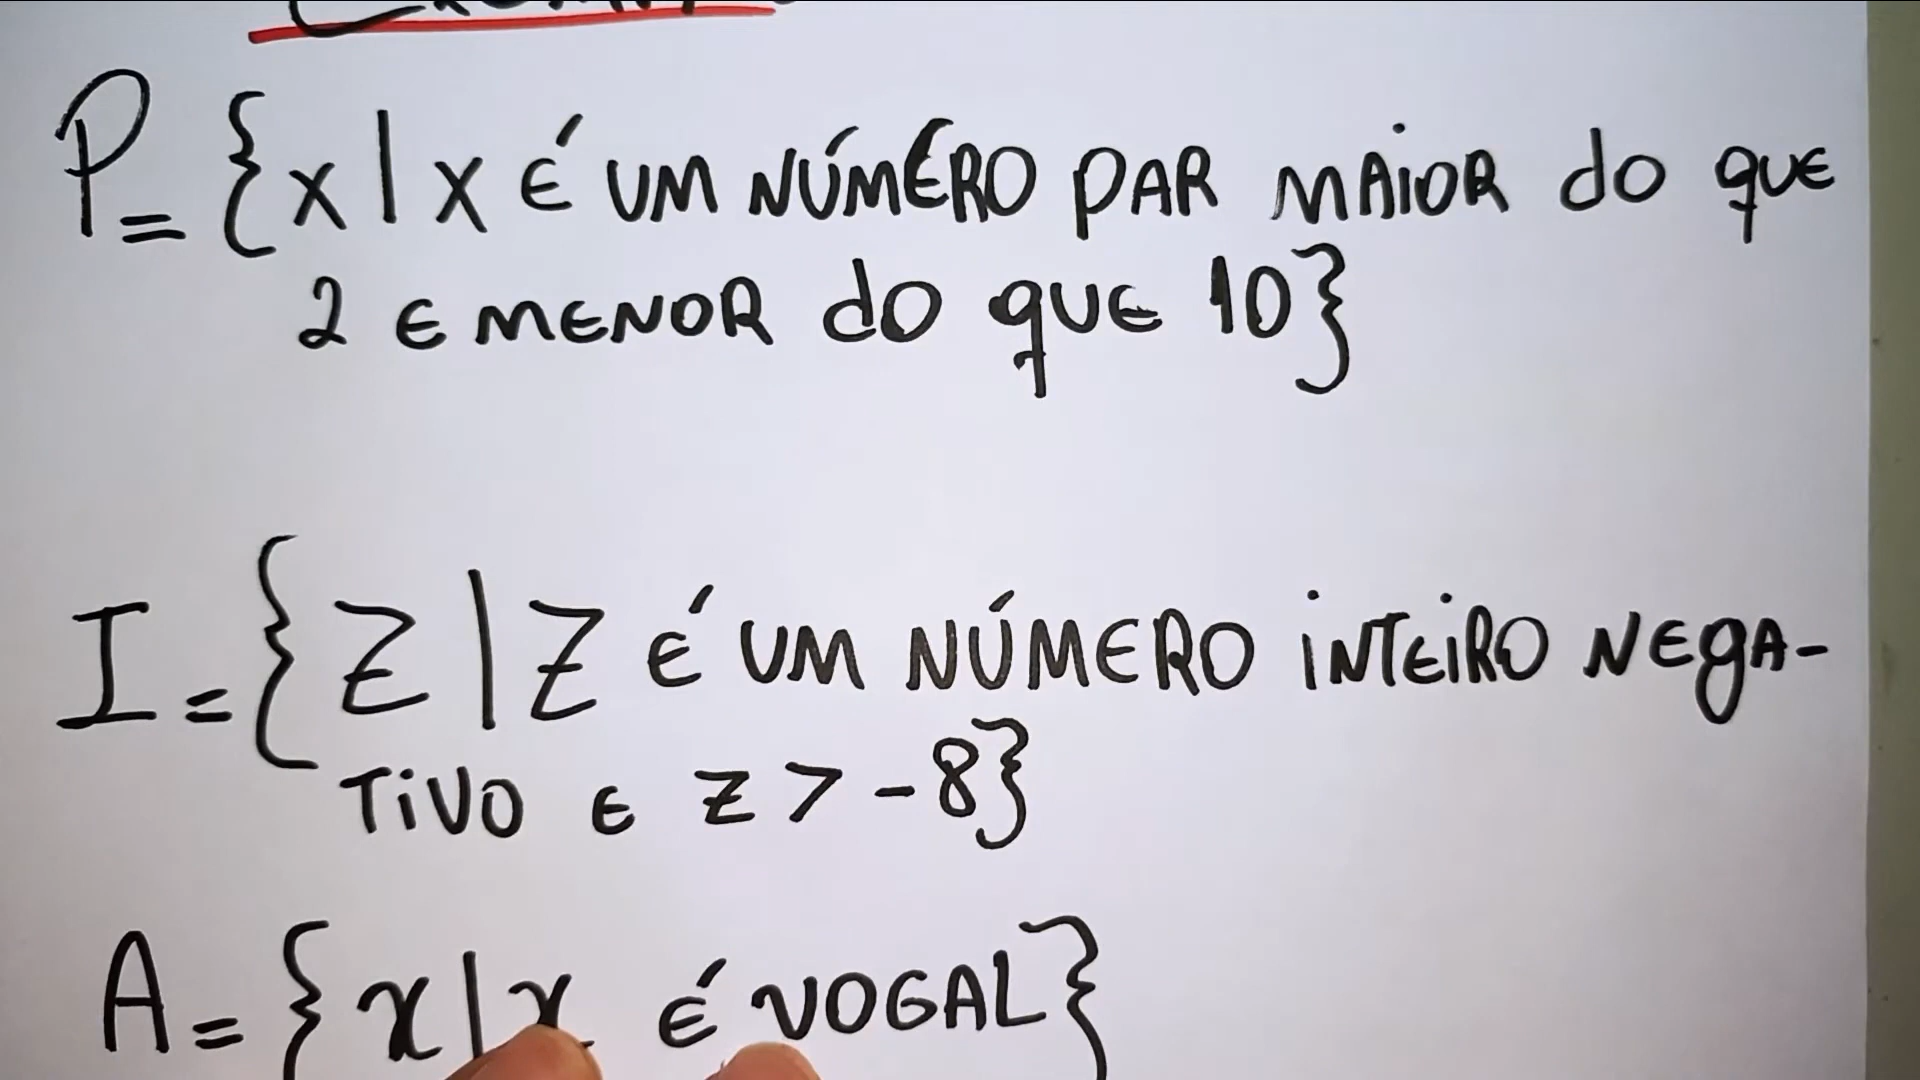 P = {x | x É UM NÚMERO PAR MAIOR do que
2 E MENOR do que 10}
I = {Z | Z É UM NÚMERO INTEIRO NEGA-
TIVO E Z > -8}
A = {x | x É VOGAL}